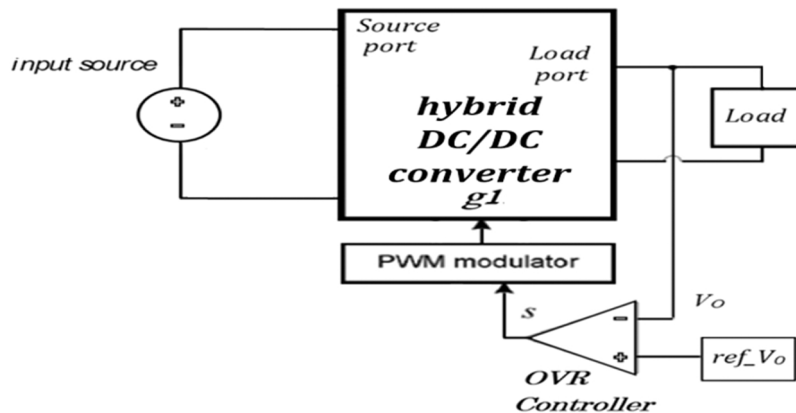 Source
port
input source
Load
port
hybrid
DC/DC
converter
g1
Load
PWM modulator
s
Vo
ref_Vo
OVR
Controller